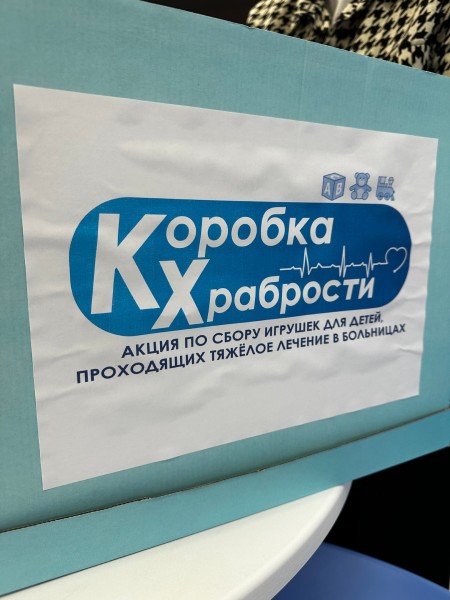 Коробка
Храбрости
АКЦИЯ ПО СБОРУ ИГРУШЕК ДЛЯ ДЕТЕЙ,
ПРОХОДЯЩИХ ТЯЖЁЛОЕ ЛЕЧЕНИЕ В БОЛЬНИЦАХ
A B